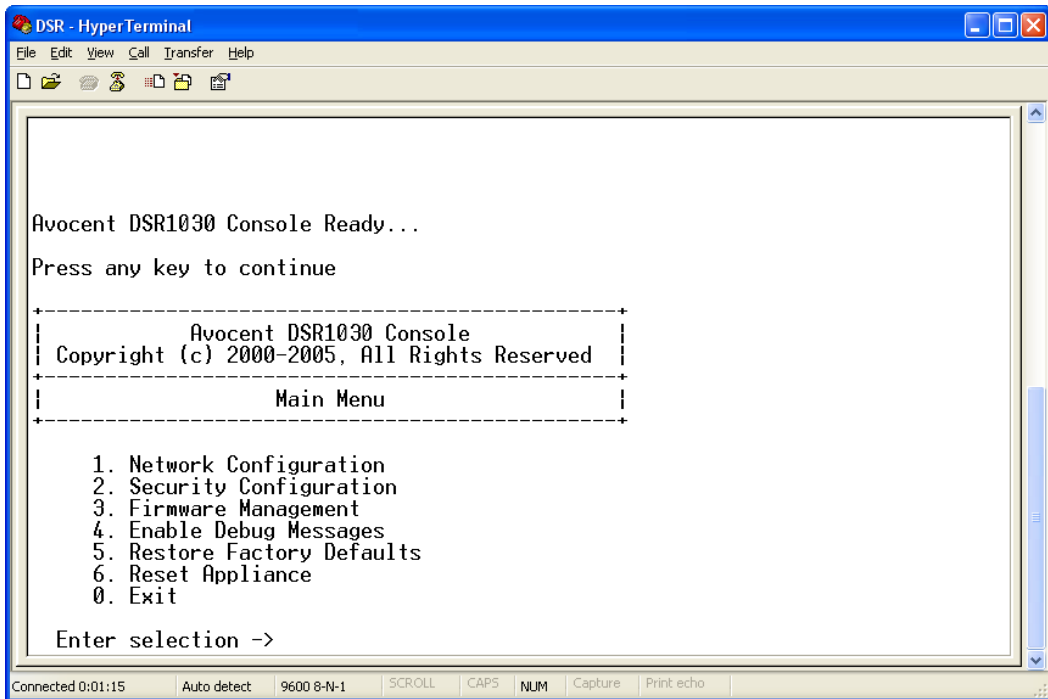 DSR - HyperTerminal
File Edit View Call Transfer Help
Avocent DSR1030 Console Ready...
Press any key to continue
+-----------------------------------------------+
| Avocent DSR1030 Console |
| Copyright (c) 2000-2005, All Rights Reserved |
+-----------------------------------------------+
| Main Menu |
+-----------------------------------------------+
1. Network Configuration
2. Security Configuration
3. Firmware Management
4. Enable Debug Messages
5. Restore Factory Defaults
6. Reset Appliance
0. Exit
Enter selection ->
Connected 0:01:15 Auto detect 9600 8-N-1 SCROLL CAPS NUM Capture Print echo